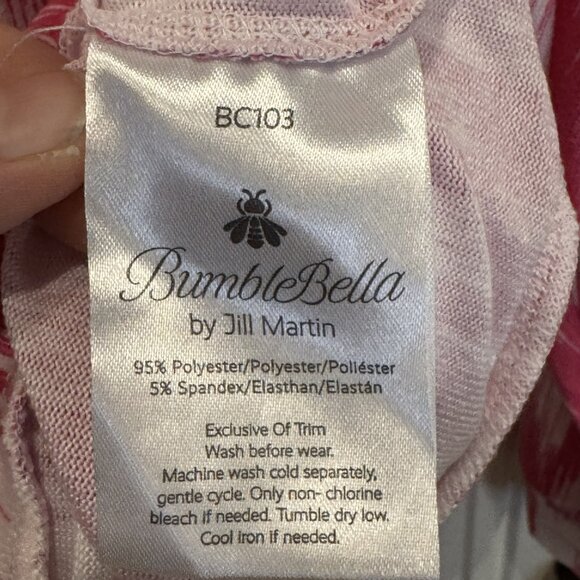 BC103
BumbleBella
by Jill Martin
95% Polyester/Polyester/Poliéster
5% Spandex/Elasthan/Elastán
Exclusive Of Trim
Wash before wear.
Machine wash cold separately,
gentle cycle. Only non- chlorine
bleach if needed. Tumble dry low.
Cool iron if needed.